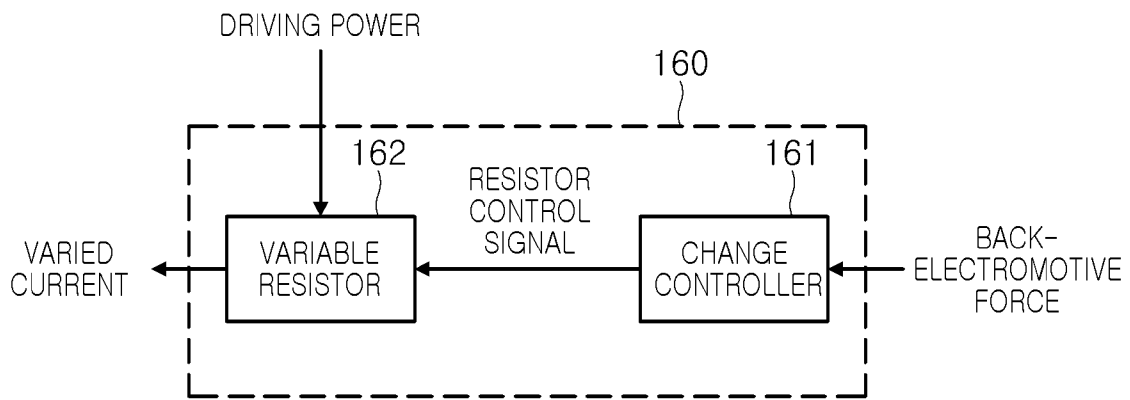 DRIVING POWER
160
162
161
RESISTOR
CONTROL
SIGNAL
VARIED
CURRENT
VARIABLE
RESISTOR
CHANGE
CONTROLLER
BACK-
ELECTROMOTIVE
FORCE